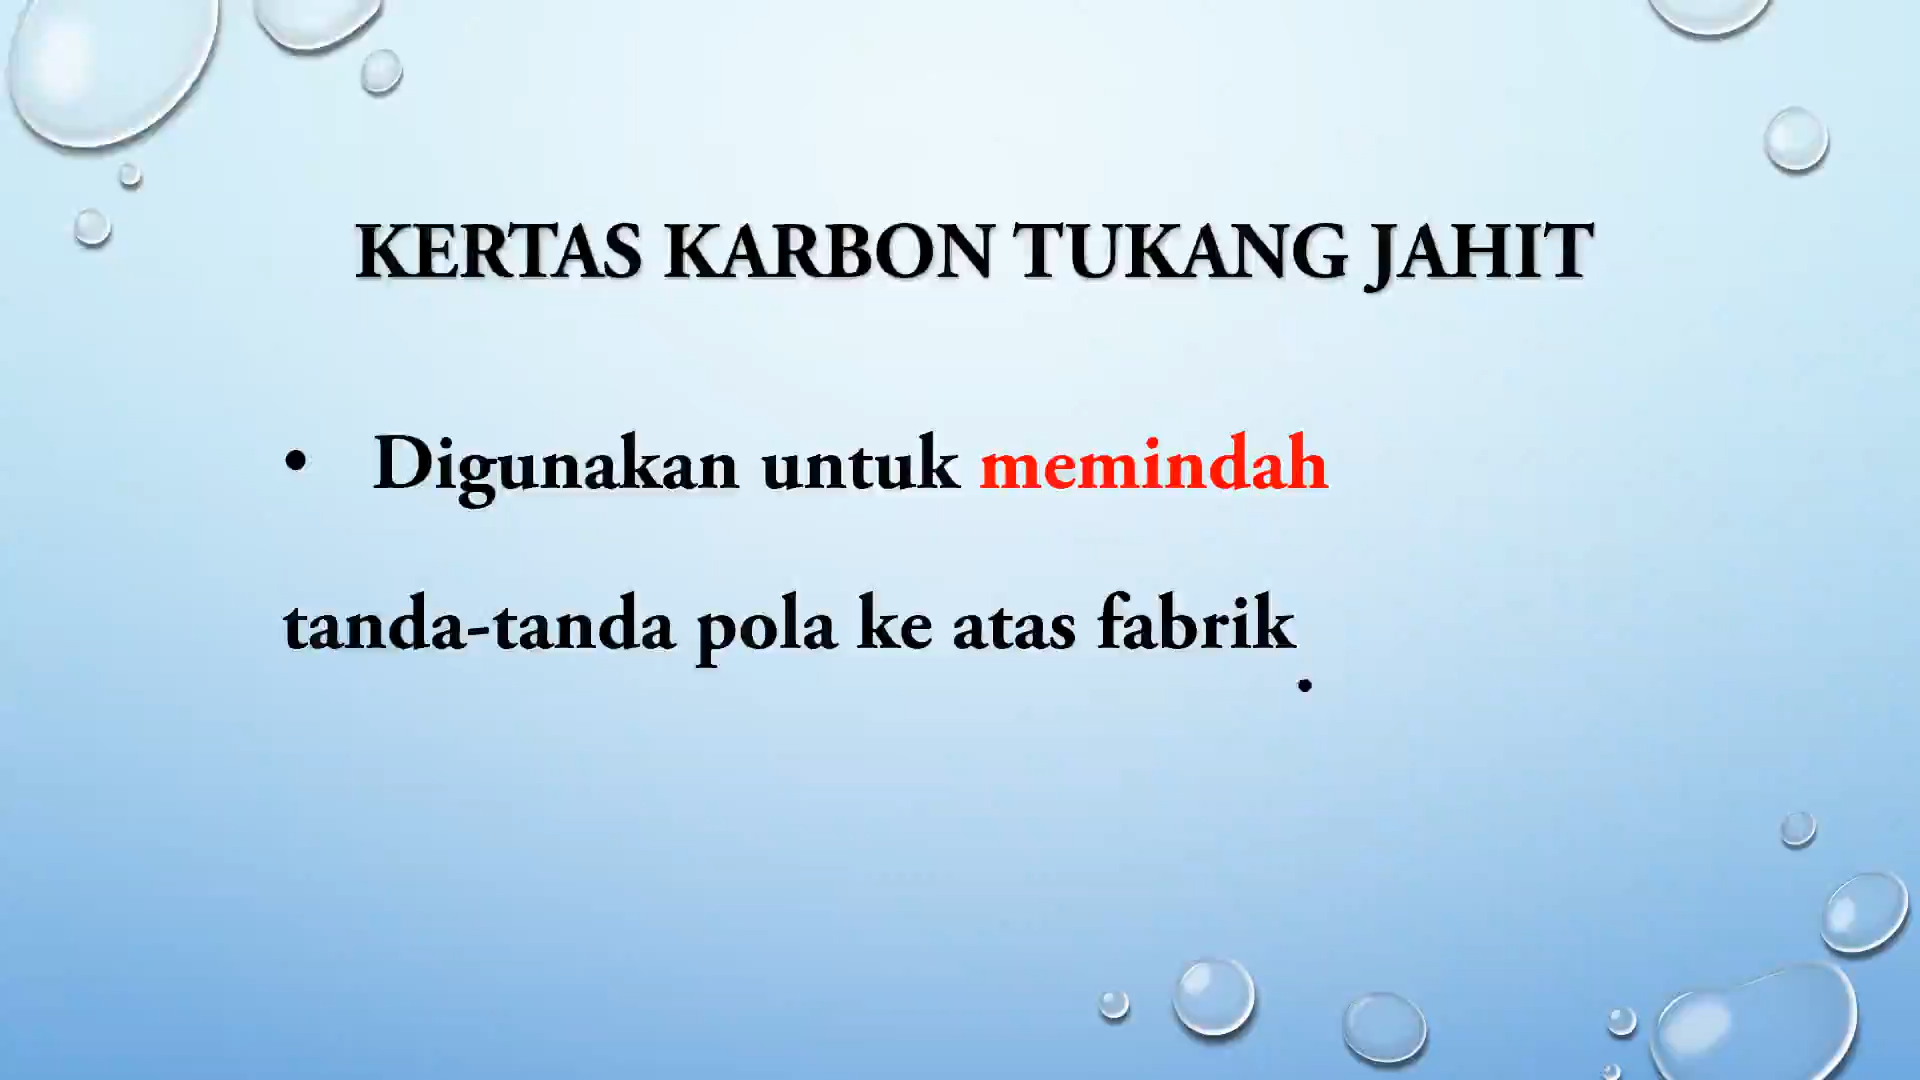 KERTAS KARBON TUKANG JAHIT
• Digunakan untuk memindah
tanda-tanda pola ke atas fabrik.